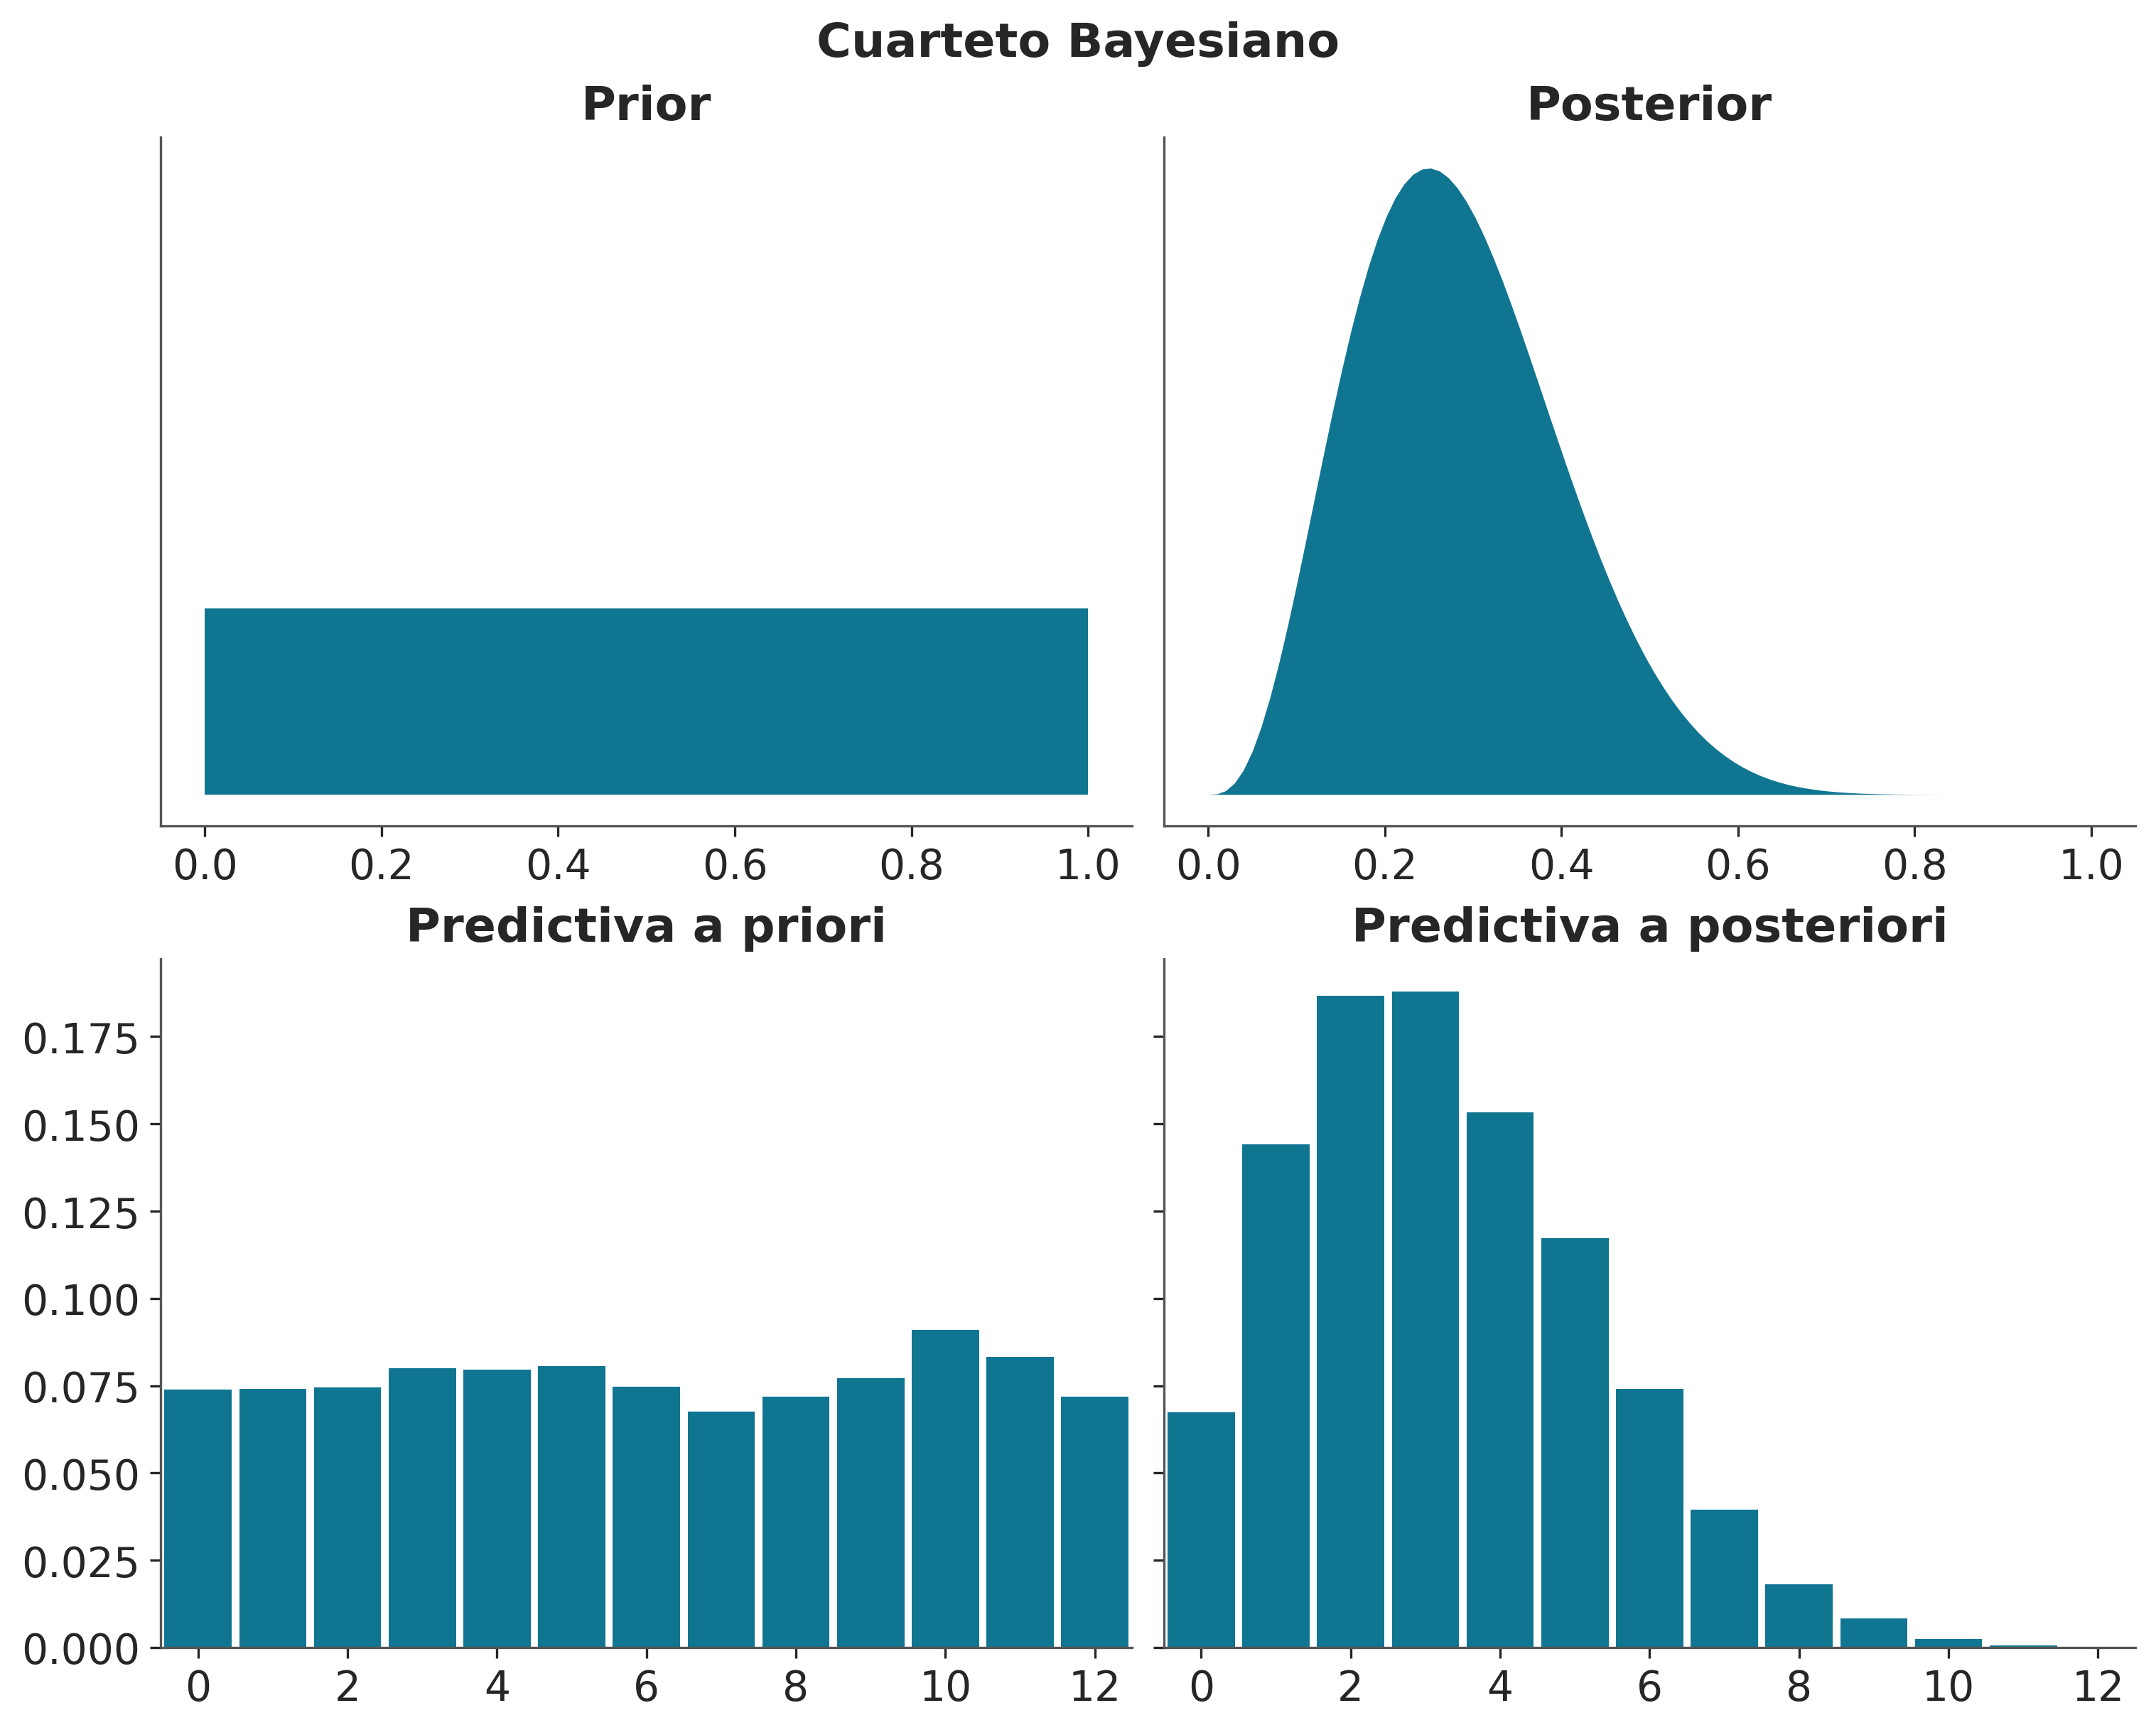 Cuarteto Bayesiano
Prior
Posterior
0.0 0.2 0.4 0.6 0.8 1.0
0.0 0.2 0.4 0.6 0.8 1.0
Predictiva a priori
Predictiva a posteriori
0.175
0.150
0.125
0.100
0.075
0.050
0.025
0.000
0 2 4 6 8 10 12
0 2 4 6 8 10 12